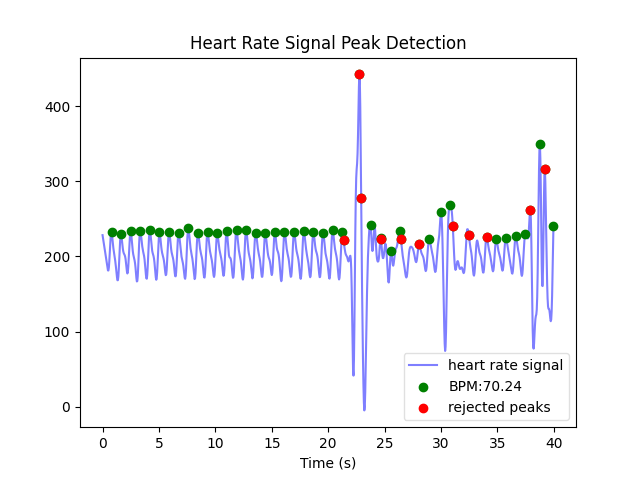 Heart Rate Signal Peak Detection
400
300
200
100
0
0 5 10 15 20 25 30 35 40
Time (s)
heart rate signal
BPM:70.24
rejected peaks